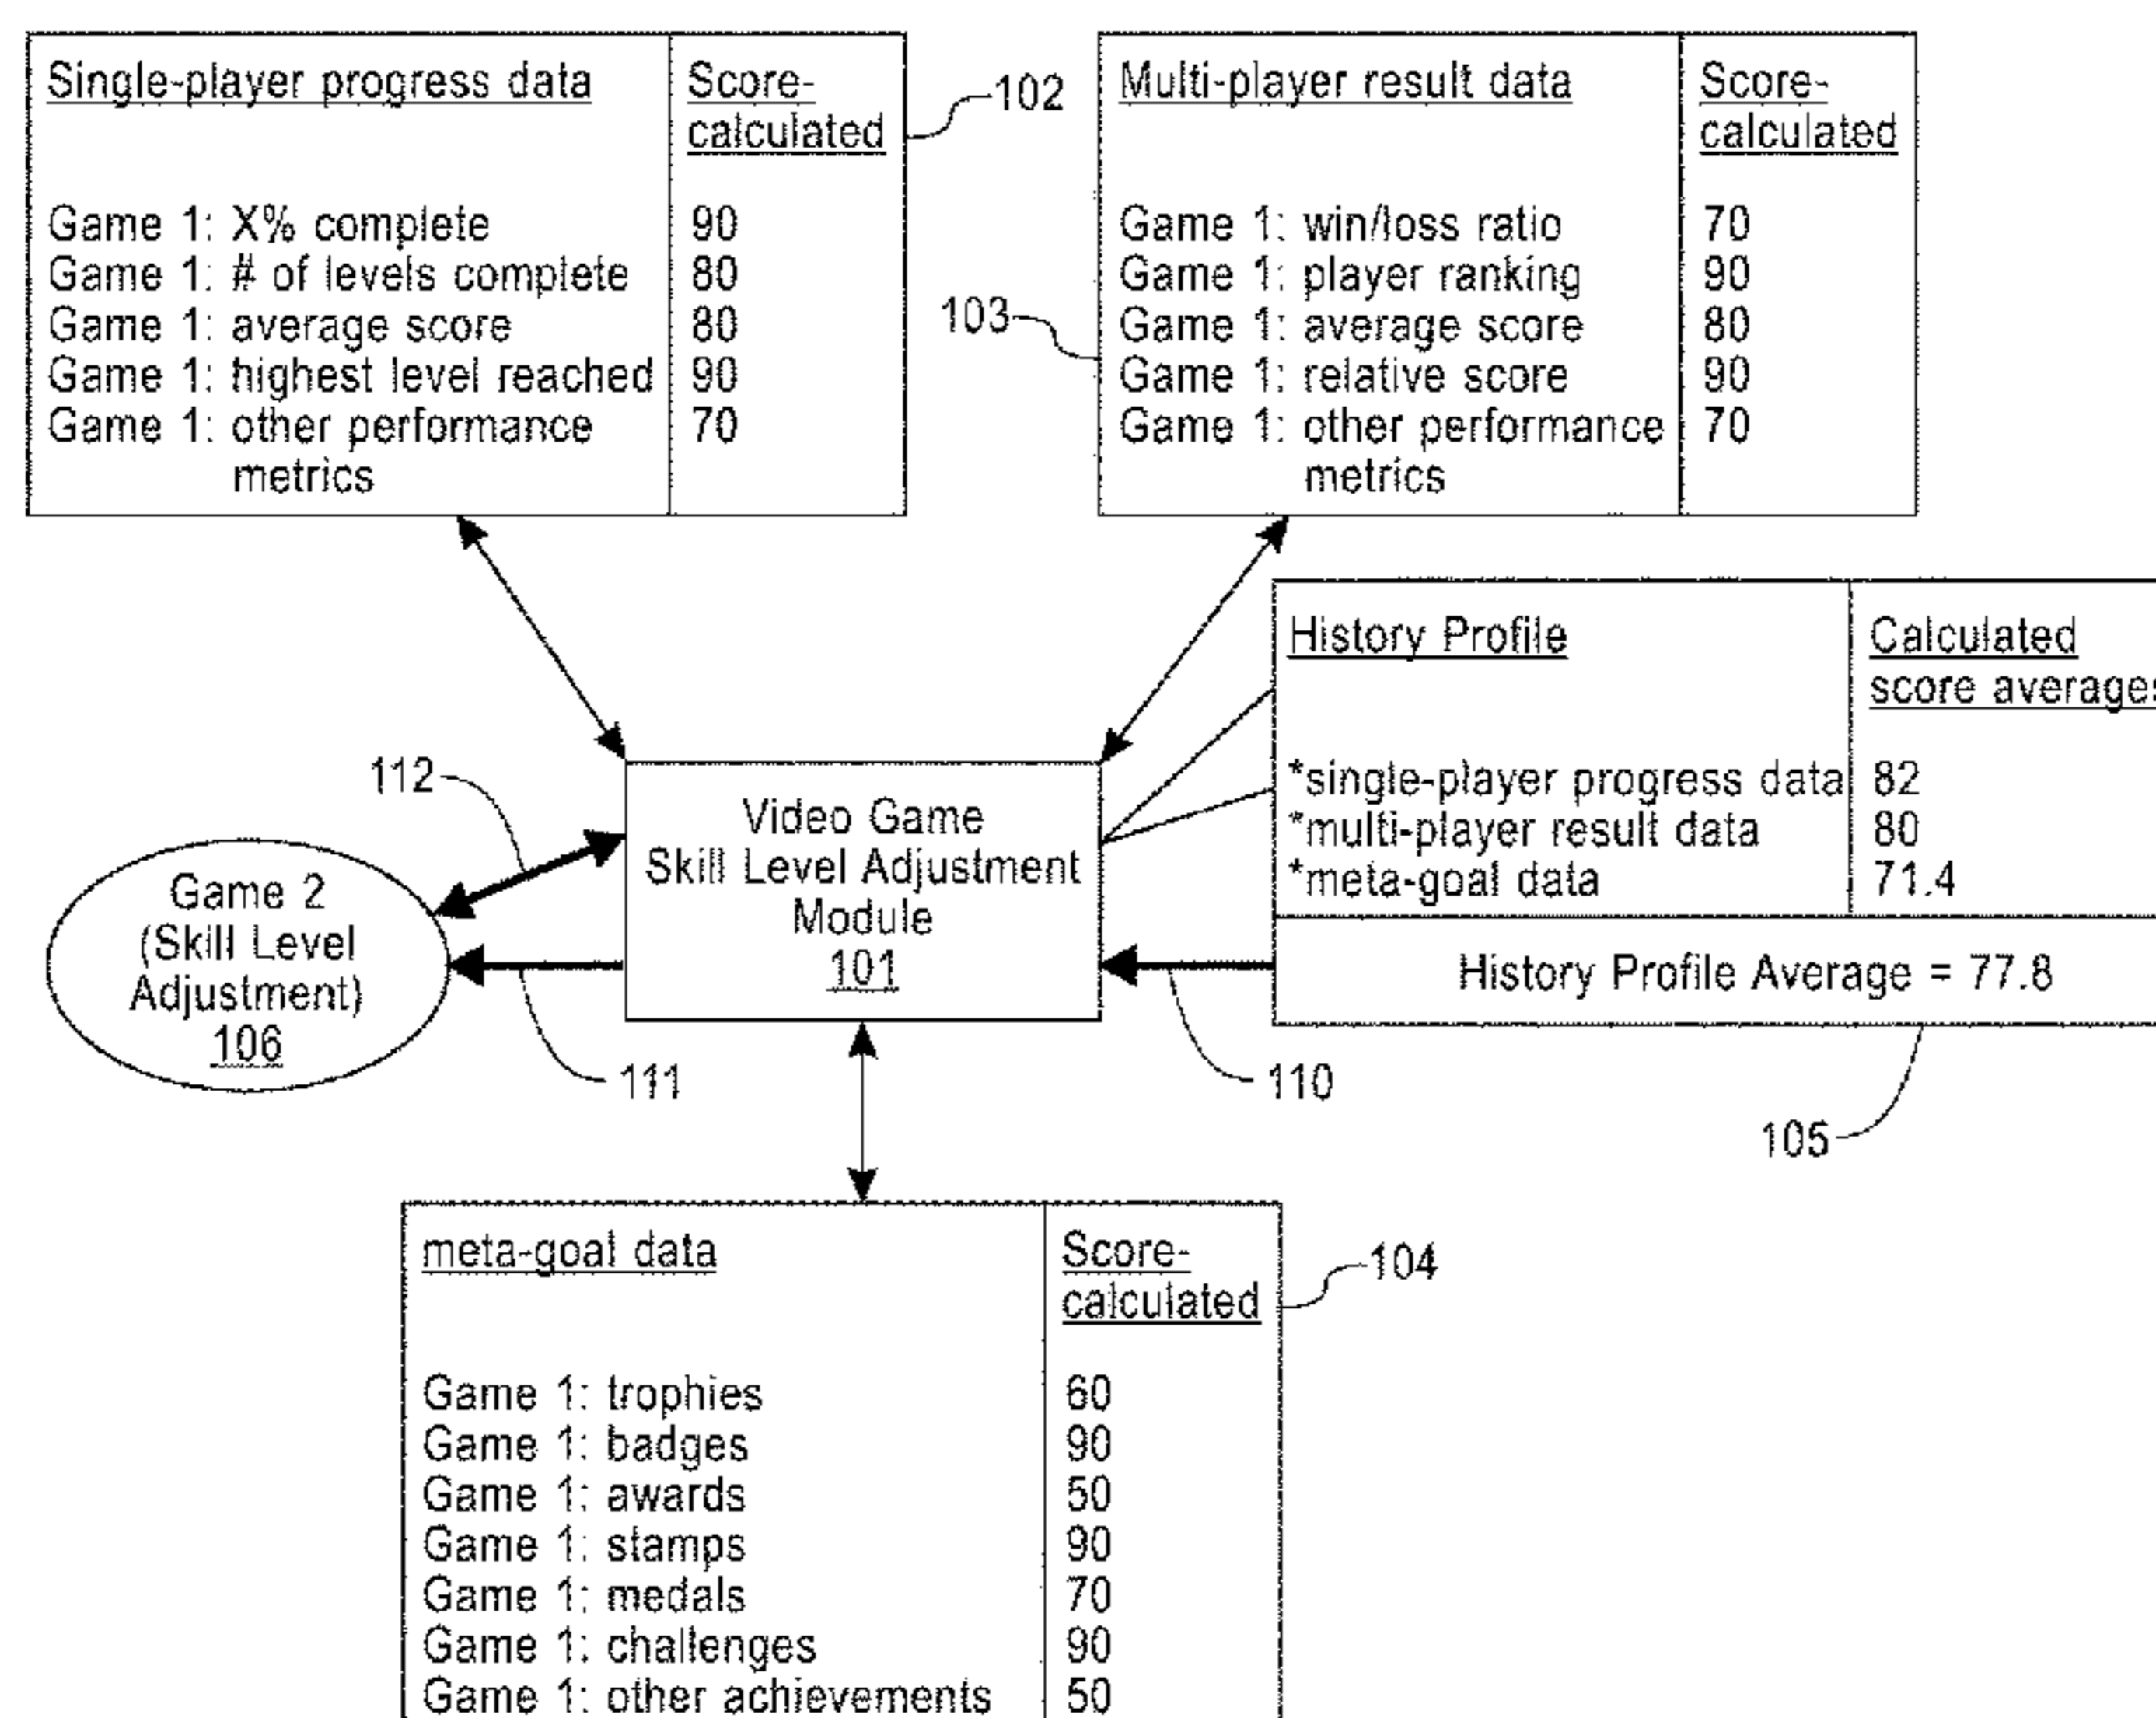 Single-player progress data
Score-
calculated
Game 1: X% complete 90
Game 1: # of levels complete 80
Game 1: average score 80
Game 1: highest level reached 90
Game 1: other performance 70
metrics
102
Multi-player result data
Score-
calculated
Game 1: win/loss ratio 70
Game 1: player ranking 90
Game 1: average score 80
Game 1: relative score 90
Game 1: other performance 70
metrics
103
History Profile
Calculated
score averages
*single-player progress data 82
*multi-player result data 80
*meta-goal data 71.4
History Profile Average = 77.8
112
Video Game
Skill Level Adjustment
Module
101
Game 2
(Skill Level
Adjustment)
106
111
110
105
meta-goal data
Score-
calculated
104
Game 1: trophies 60
Game 1: badges 90
Game 1: awards 50
Game 1: stamps 90
Game 1: medals 70
Game 1: challenges 90
Game 1: other achievements 50